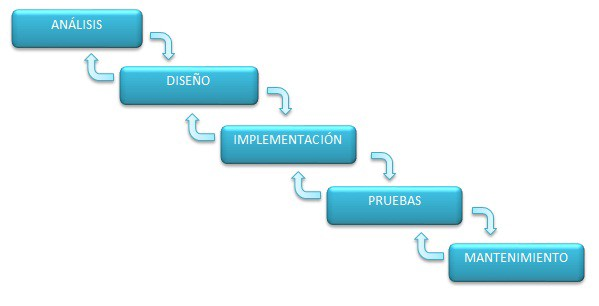 ANÁLISIS
DISEÑO
IMPLEMENTACIÓN
PRUEBAS
MANTENIMIENTO